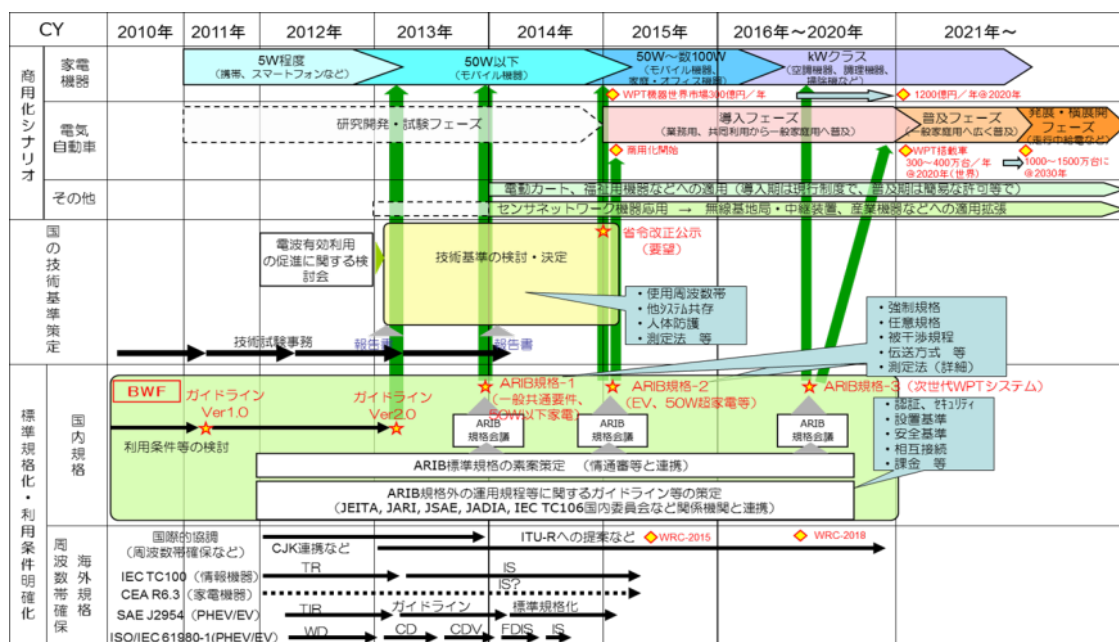 CY
2010年
2011年
2012年
2013年
2014年
2015年
2016年～2020年
2021年～
商用化シナリオ
家電
機器
5W程度
（携帯、スマートフォンなど）
50W以下
（モバイル機器）
50W～数100W
（モバイル機器、
家庭・オフィス機器）
kWクラス
（空調機器、調理機器、
掃除機など）
WPT機器世界市場300億円／年
1200億円／年@2020年
電気
自動車
研究開発・試験フェーズ
導入フェーズ
（業務用、共同利用から一般家庭用へ普及）
普及フェーズ
（一般家庭用へ広く普及）
発展・横展開
フェーズ
（走行中給電など）
商用化開始
WPT搭載車
300～400万台／年
@2020年（世界）
1000～1500万台に
@2030年
その他
電動カート、福祉用機器などへの適用（導入期は現行制度で、普及期は簡易な許可等で）
センサネットワーク機器応用 → 無線基地局・中継装置、産業機器などへの適用拡張
国の技術基準策定
電波有効利用
の促進に関する検
討会
技術基準の検討・決定
省令改正公示
（要望）
・使用周波数帯
・他システム共存
・人体防護
・測定法 等
・強制規格
・任意規格
・被干渉規程
・伝送方式 等
・測定法（詳細）
技術試験事務
報告書
報告書
標準規格化・利用条件明確化
国内規格
BWF
ガイドライン
Ver1.0
ガイドライン
Ver2.0
ARIB規格-1
（一般共通要件、
50W以下家電）
ARIB規格-2
（EV、50W超家電等）
ARIB規格-3（次世代WPTシステム）
利用条件等の検討
ARIB
規格会議
ARIB
規格会議
ARIB
規格会議
・認証、セキュリティ
・設置基準
・安全基準
・相互接続
・課金 等
ARIB標準規格の素案策定 （情通審等と連携）
ARIB規格外の運用規程等に関するガイドライン等の策定
（JEITA, JARI, JSAE, JADIA, IEC TC106国内委員会など関係機関と連携）
周波数帯確保
海外規格
国際的協調
（周波数帯確保など）
CJK連携など
ITU-Rへの提案など
WRC-2015
WRC-2018
IEC TC100（情報機器）
TR
IS
CEA R6.3（家電機器）
IS?
SAE J2954 (PHEV/EV)
TIR
ガイドライン
標準規格化
ISO/IEC 61980-1(PHEV/EV)
WD
CD
CDV
FDIS
IS